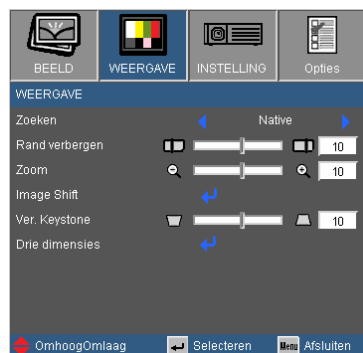 BEELD WEERGAVE INSTELLING Opties
WEERGAVE
Zoeken Native
Rand verbergen 10
Zoom 10
Image Shift
Ver. Keystone 10
Drie dimensies
OmhoogOmlaag Selecteren Menu Afsluiten